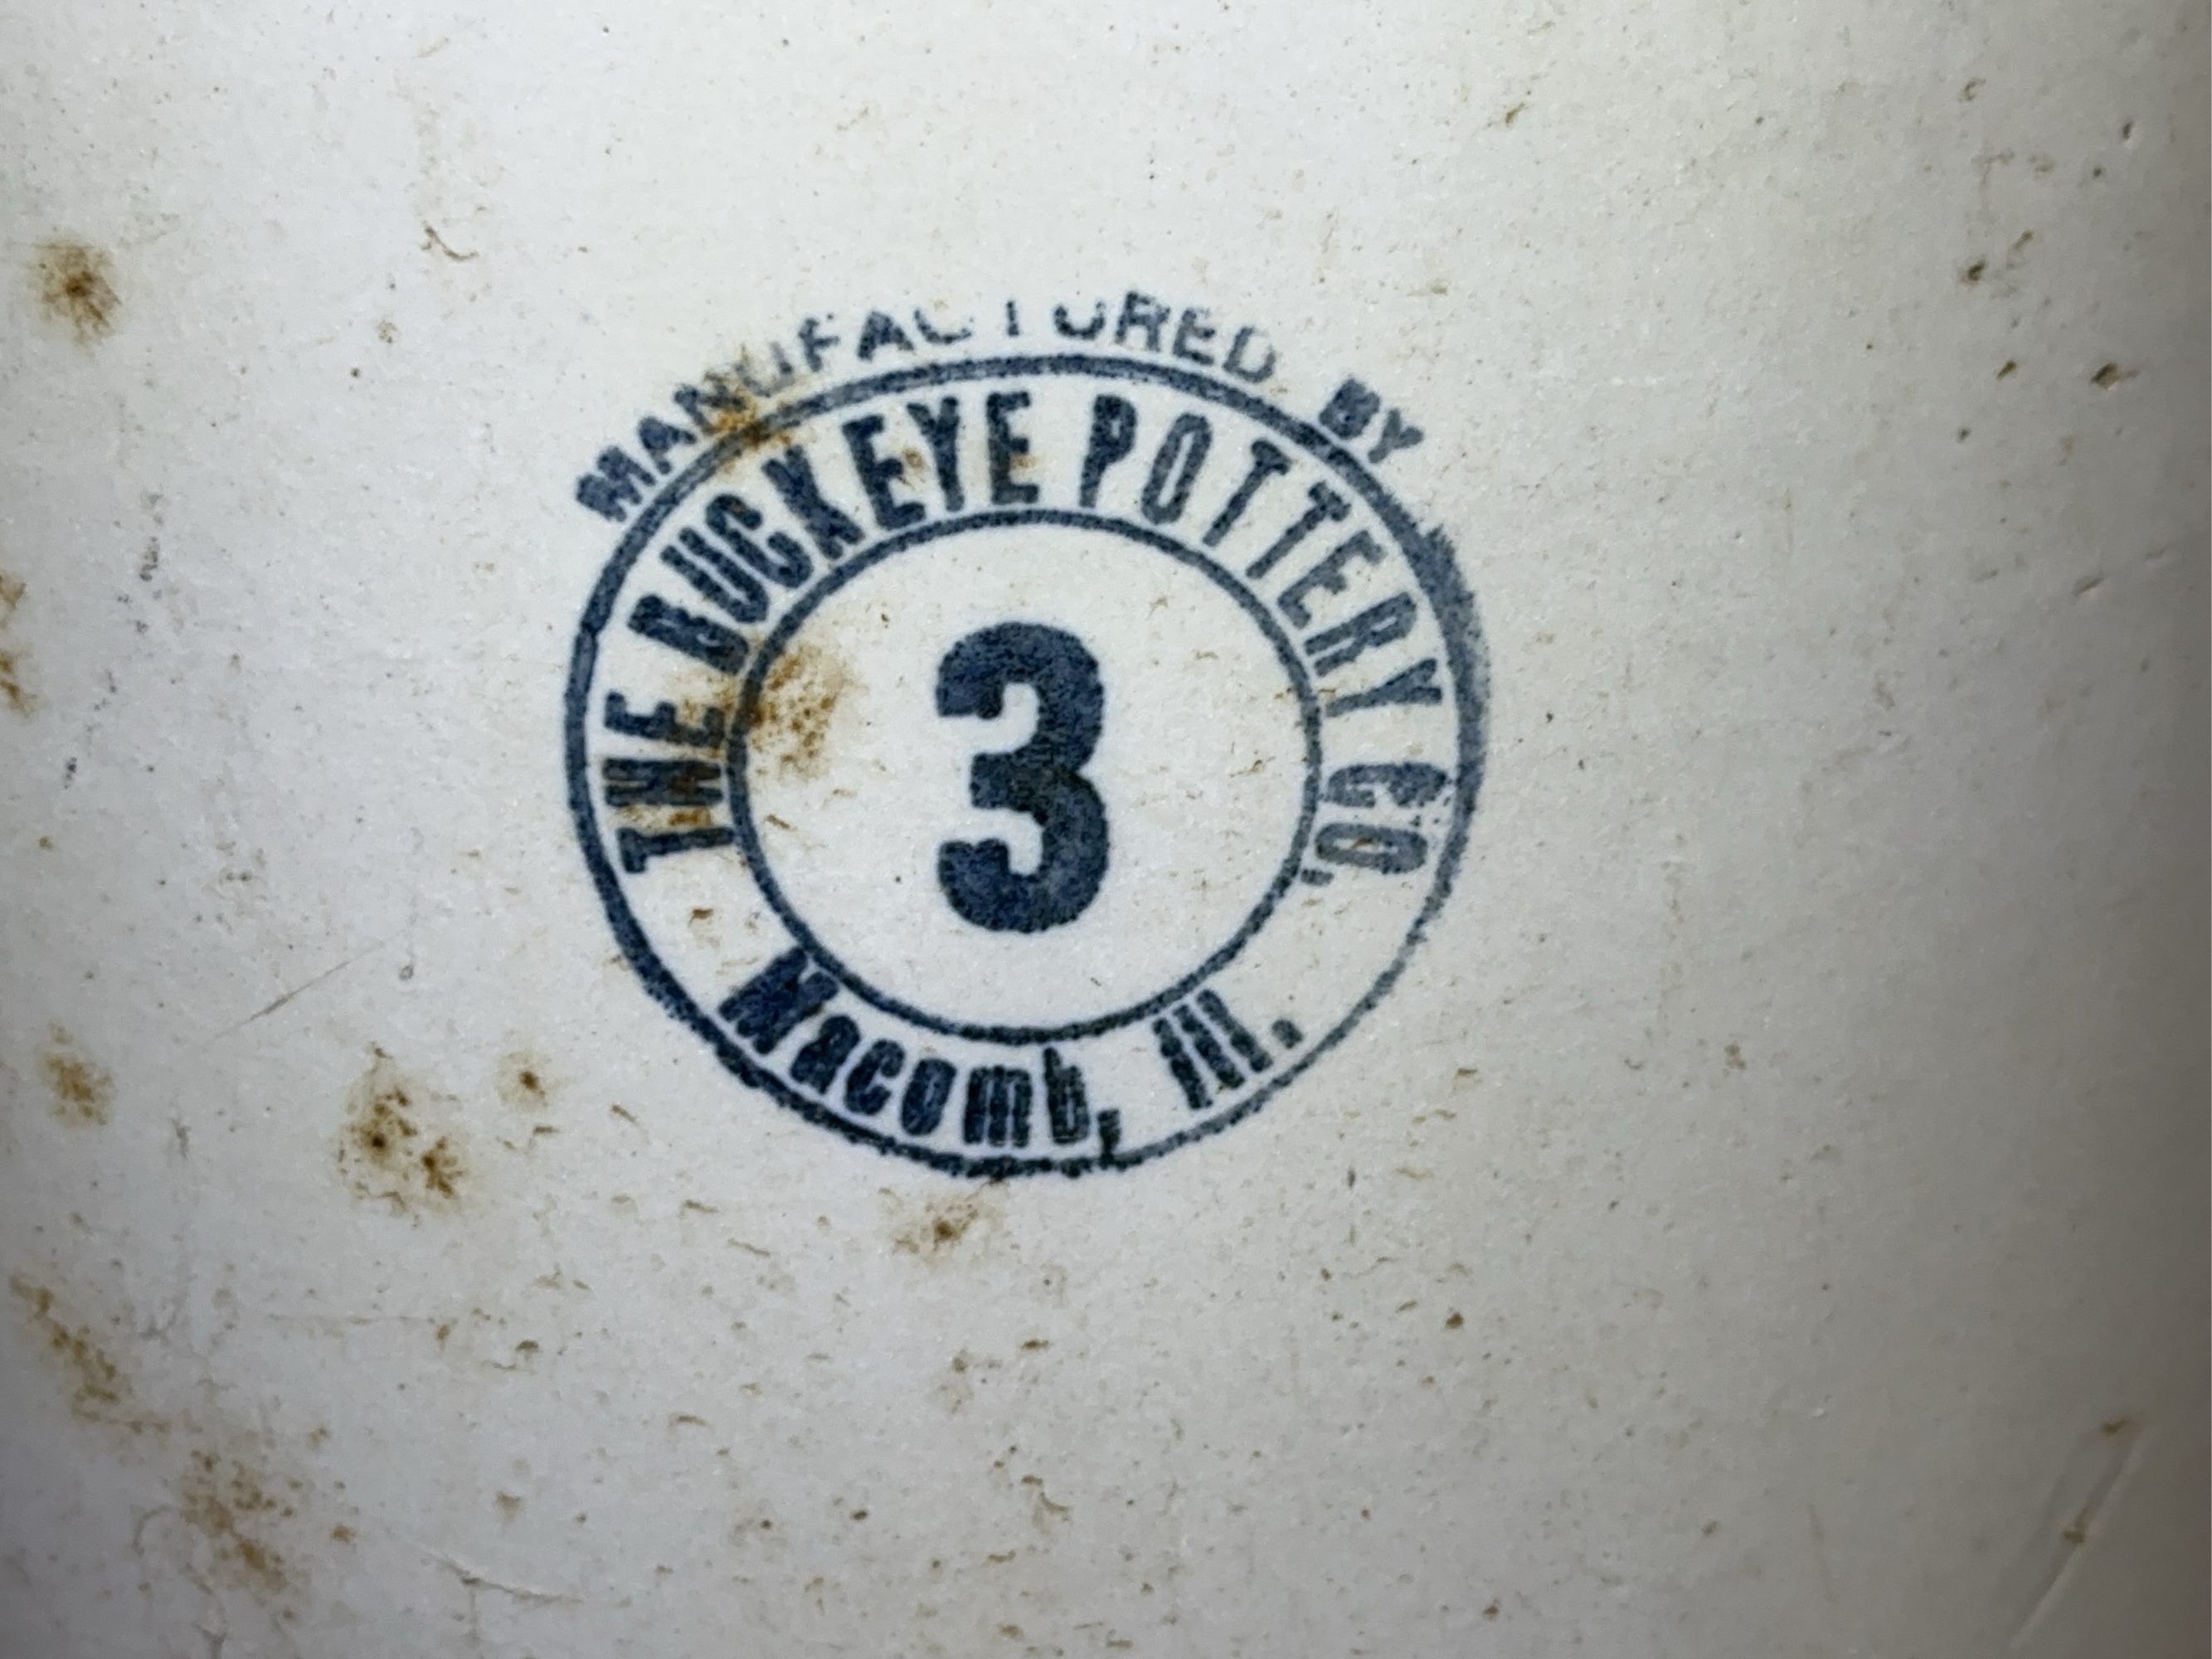 MANUFACTURED BY
THE BUCKEYE POTTERY CO.
3
Macomb, Ill.